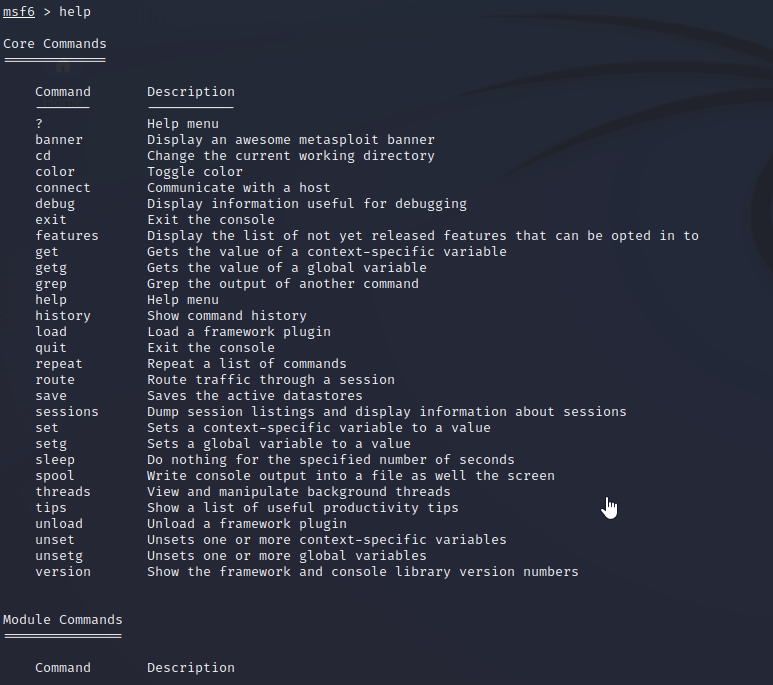 msf6 > help
Core Commands
Command Description
? Help menu
banner Display an awesome metasploit banner
cd Change the current working directory
color Toggle color
connect Communicate with a host
debug Display information useful for debugging
exit Exit the console
features Display the list of not yet released features that can be opted in to
get Gets the value of a context-specific variable
getg Gets the value of a global variable
grep Grep the output of another command
help Help menu
history Show command history
load Load a framework plugin
quit Exit the console
repeat Repeat a list of commands
route Route traffic through a session
save Saves the active datastores
sessions Dump session listings and display information about sessions
set Sets a context-specific variable to a value
setg Sets a global variable to a value
sleep Do nothing for the specified number of seconds
spool Write console output into a file as well the screen
threads View and manipulate background threads
tips Show a list of useful productivity tips
unload Unload a framework plugin
unset Unsets one or more context-specific variables
unsetg Unsets one or more global variables
version Show the framework and console library version numbers
Module Commands
Command Description